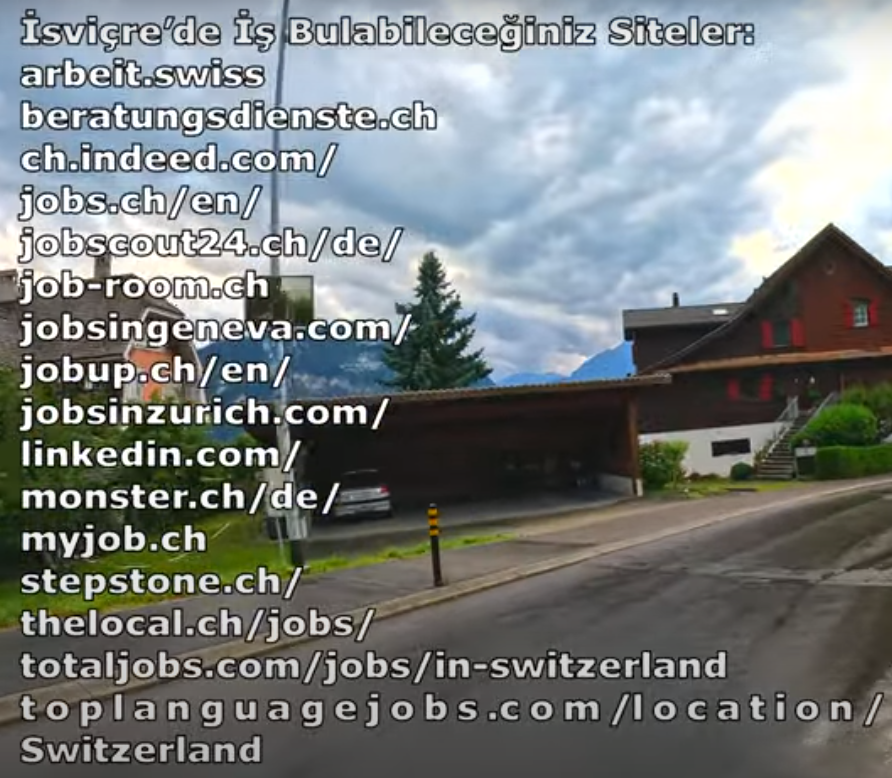 İsviçre’de İş Bulabileceğiniz Siteler:
arbeit.swiss
beratungsdienste.ch
ch.indeed.com/
jobs.ch/en/
jobscout24.ch/de/
job-room.ch
jobsingeneva.com/
jobup.ch/en/
jobsinzurich.com/
linkedin.com/
monster.ch/de/
myjob.ch
stepstone.ch/
thelocal.ch/jobs/
totaljobs.com/jobs/in-switzerland
toplanguagejobs.com/location/
Switzerland